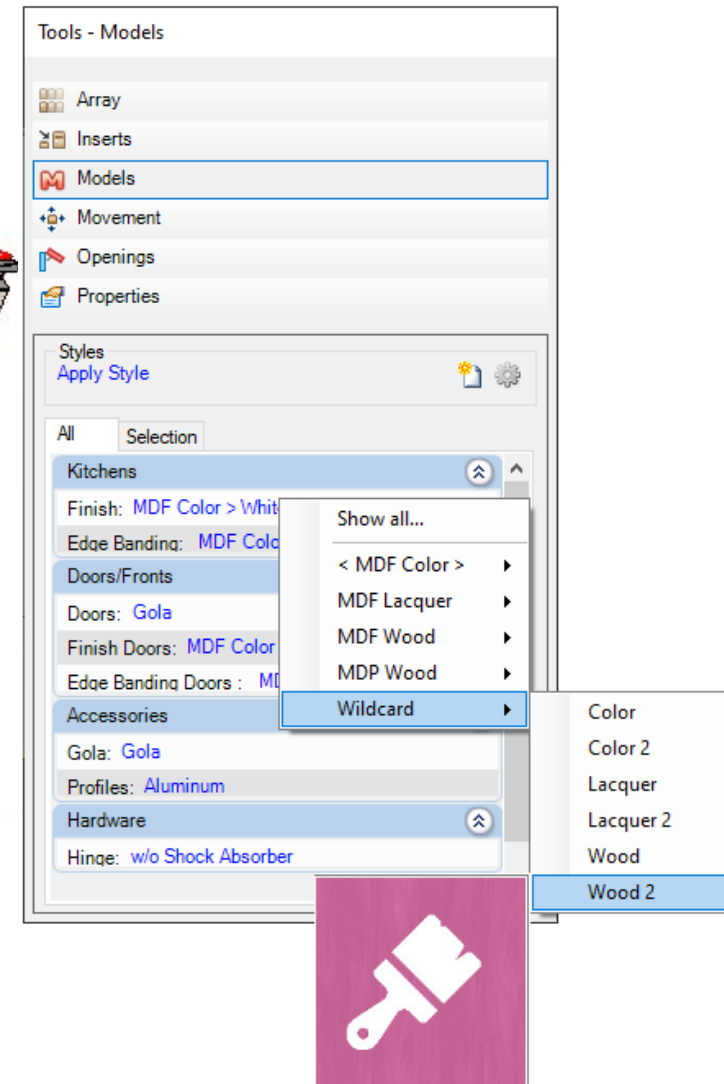 Tools - Models
Array
Inserts
Models
Movement
Openings
Properties
Styles
Apply Style
All Selection
Kitchens
Finish: MDF Color > Whit
Edge Banding: MDF Colo
Doors/Fronts
Doors: Gola
Finish Doors: MDF Color
Edge Banding Doors : MD
Accessories
Gola: Gola
Profiles: Aluminum
Hardware
Hinge: w/o Shock Absorber
Show all...
< MDF Color >
MDF Lacquer
MDF Wood
MDP Wood
Wildcard
Color
Color 2
Lacquer
Lacquer 2
Wood
Wood 2